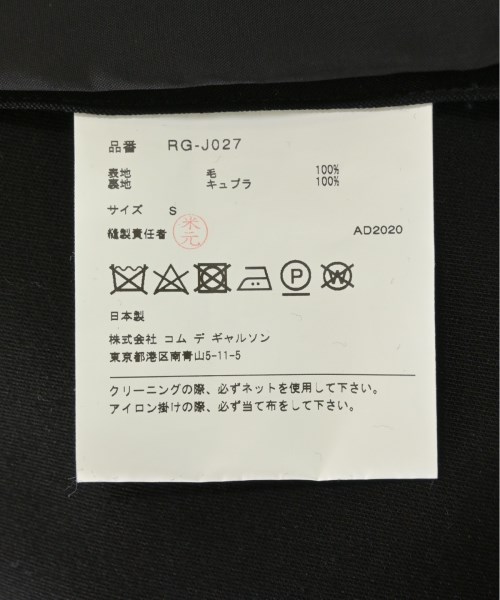 品番 RG-J027
表地 毛 100%
裏地 キュプラ 100%
サイズ S
縫製責任者 米元 AD2020
P W
日本製
株式会社 コム デ ギャルソン
東京都港区南青山5-11-5
クリーニングの際、必ずネットを使用して下さい。
アイロン掛けの際、必ず当て布をして下さい。